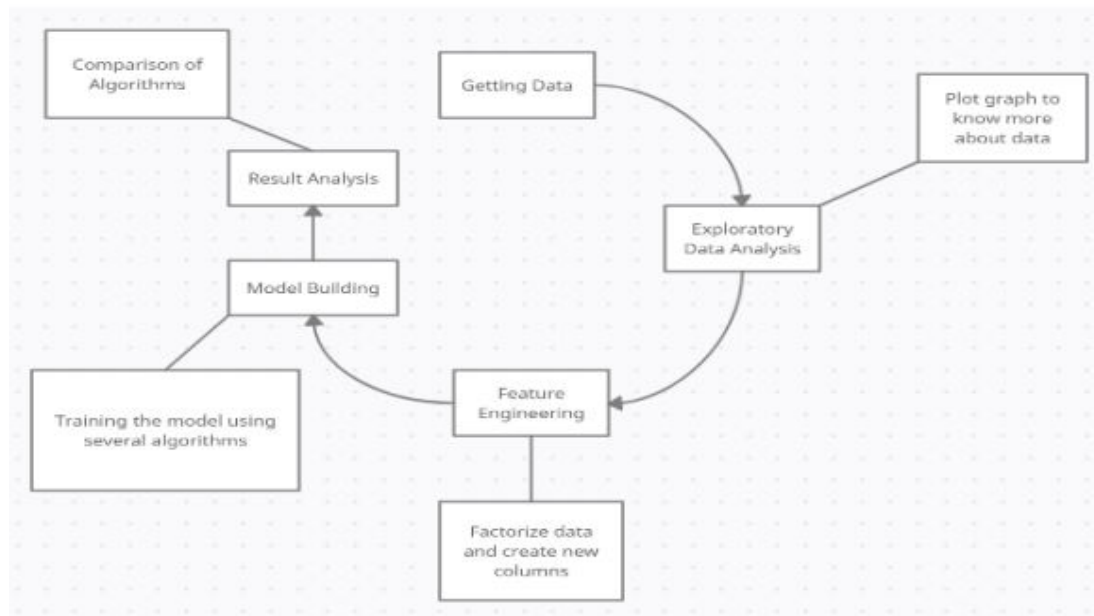 Comparison of
Algorithms
Getting Data
Plot graph to
know more
about data
Result Analysis
Exploratory
Data Analysis
Model Building
Feature
Engineering
Training the model using
several algorithms
Factorize data
and create new
columns